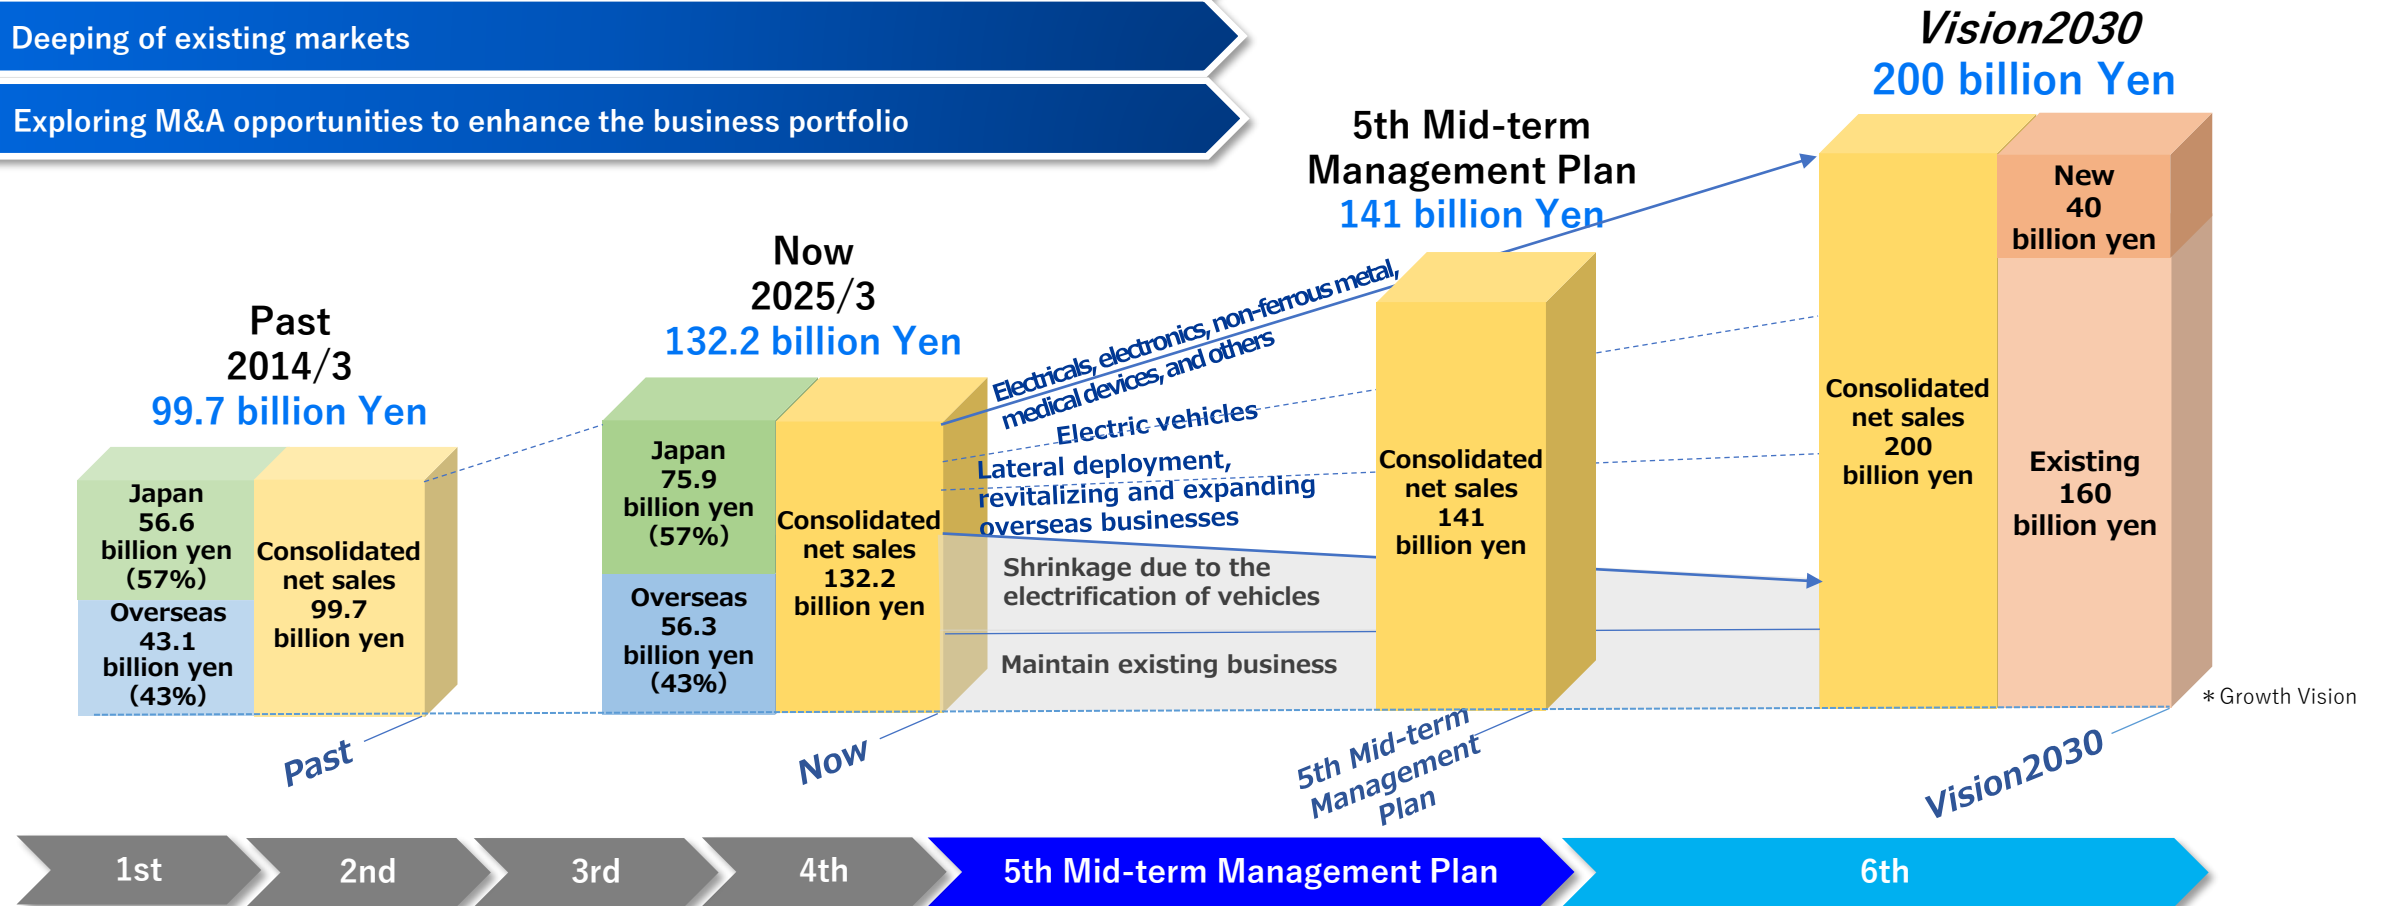 Deeping of existing markets
Exploring M&A opportunities to enhance the business portfolio
Past
2014/3
99.7 billion Yen
Japan
56.6
billion yen
(57%)
Overseas
43.1
billion yen
(43%)
Consolidated
net sales
99.7
billion yen
Now
2025/3
132.2 billion Yen
Japan
75.9
billion yen
(57%)
Overseas
56.3
billion yen
(43%)
Consolidated
net sales
132.2
billion yen
Electricals, electronics, non-ferrous metal,
medical devices, and others
Electric vehicles
Lateral deployment,
revitalizing and expanding
overseas businesses
Shrinkage due to the
electrification of vehicles
Maintain existing business
5th Mid-term
Management Plan
141 billion Yen
Consolidated
net sales
141
billion yen
Vision2030
200 billion Yen
Consolidated
net sales
200
billion yen
New
40
billion yen
Existing
160
billion yen
＊Growth Vision
Past
Now
5th Mid-term
Management
Plan
Vision2030
1st
2nd
3rd
4th
5th Mid-term Management Plan
6th